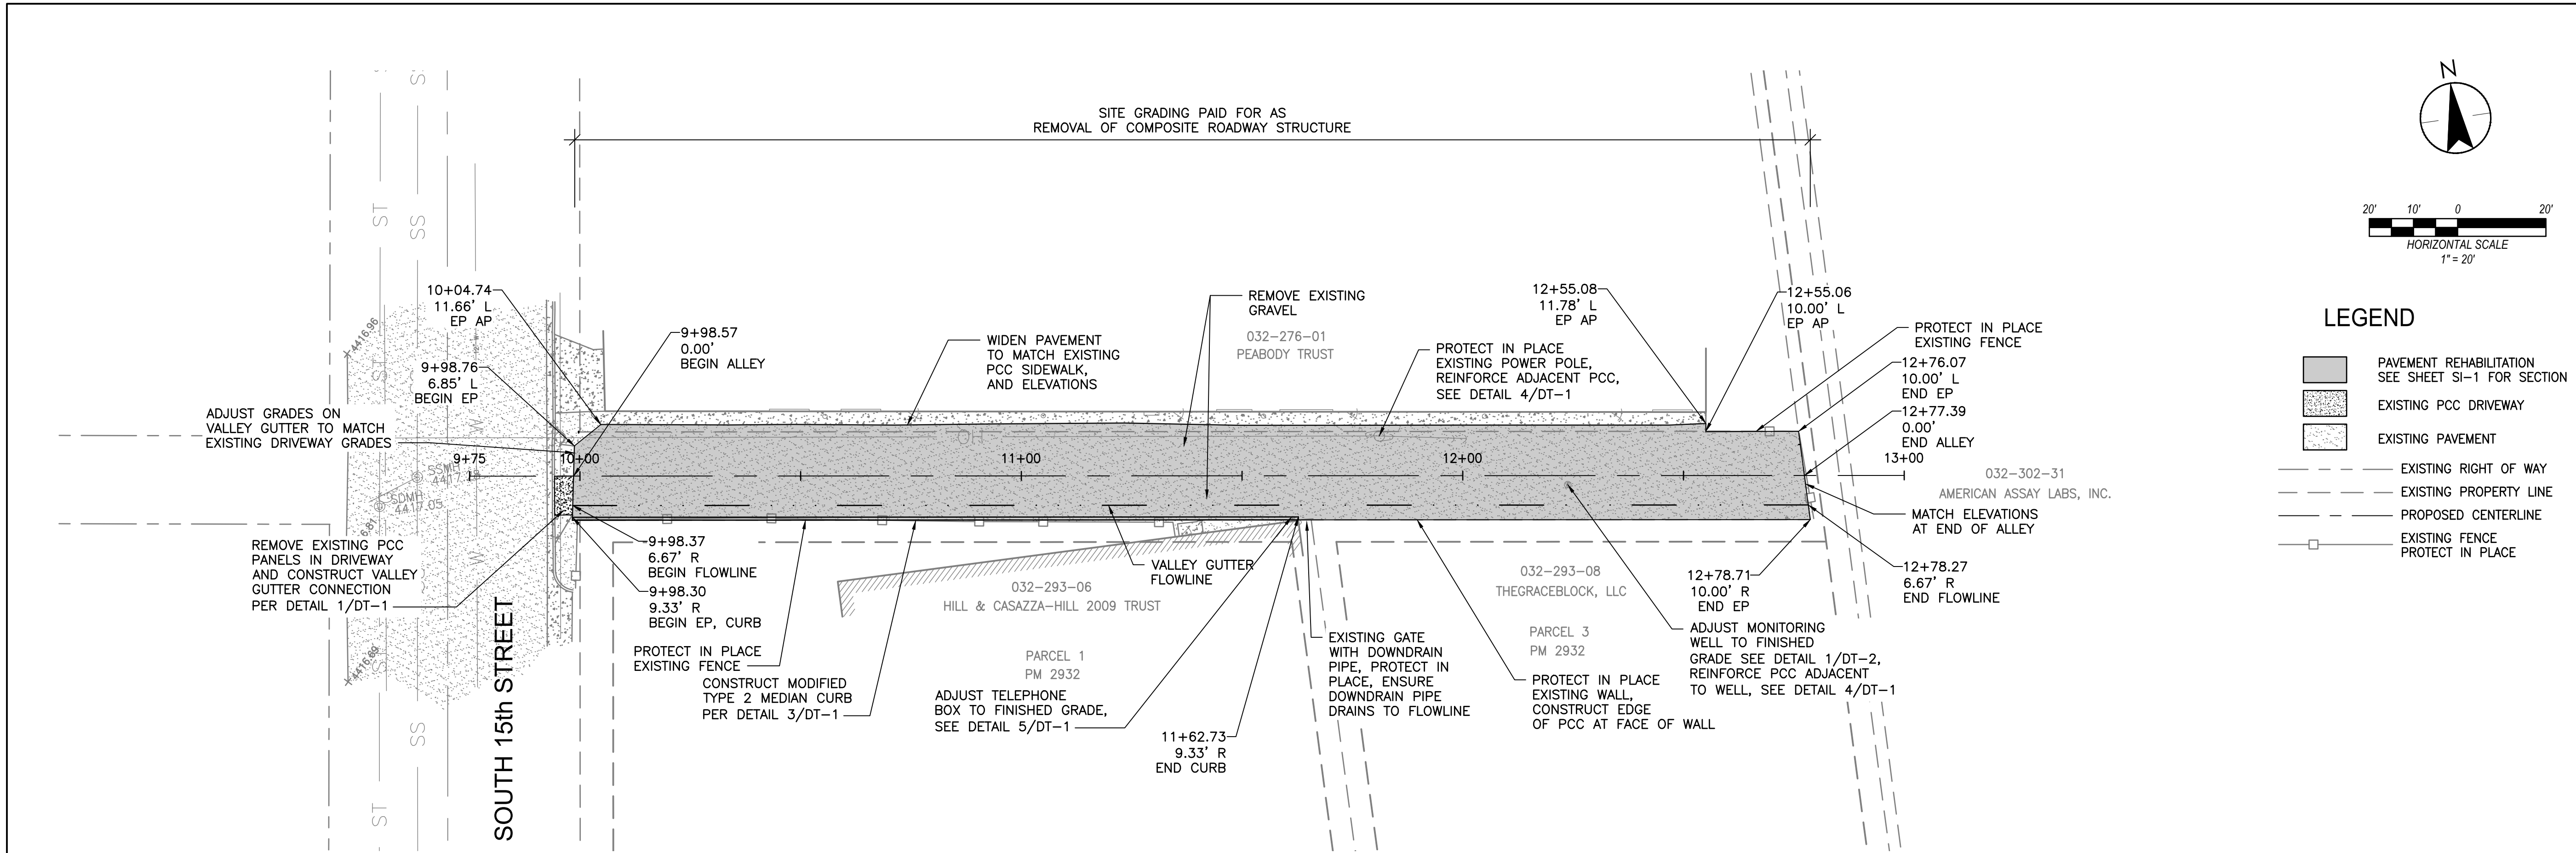 SITE GRADING PAID FOR AS
REMOVAL OF COMPOSITE ROADWAY STRUCTURE
N
20' 10' 0 20'
HORIZONTAL SCALE
1" = 20'
LEGEND
PAVEMENT REHABILITATION
SEE SHEET SI-1 FOR SECTION
EXISTING PCC DRIVEWAY
EXISTING PAVEMENT
EXISTING RIGHT OF WAY
EXISTING PROPERTY LINE
PROPOSED CENTERLINE
EXISTING FENCE
PROTECT IN PLACE
ST
SS
ST
SS
ST
W
W
ST
SS
ST
4416.96
10+04.74
11.66' L
EP AP
9+98.76
6.85' L
BEGIN EP
ADJUST GRADES ON
VALLEY GUTTER TO MATCH
EXISTING DRIVEWAY GRADES
9+98.57
0.00'
BEGIN ALLEY
WIDEN PAVEMENT
TO MATCH EXISTING
PCC SIDEWALK,
AND ELEVATIONS
REMOVE EXISTING
GRAVEL
032-276-01
PEABODY TRUST
PROTECT IN PLACE
EXISTING POWER POLE,
REINFORCE ADJACENT PCC,
SEE DETAIL 4/DT-1
12+55.08
11.78' L
EP AP
12+55.06
10.00' L
EP AP
PROTECT IN PLACE
EXISTING FENCE
12+76.07
10.00' L
END EP
12+77.39
0.00'
END ALLEY
OH
9+75
10+00
11+00
12+00
13+00
SSMH
SDMH
4417.05
032-302-31
AMERICAN ASSAY LABS, INC.
MATCH ELEVATIONS
AT END OF ALLEY
REMOVE EXISTING PCC
PANELS IN DRIVEWAY
AND CONSTRUCT VALLEY
GUTTER CONNECTION
PER DETAIL 1/DT-1
4416.69
SOUTH 15th STREET
9+98.37
6.67' R
BEGIN FLOWLINE
9+98.30
9.33' R
BEGIN EP, CURB
PROTECT IN PLACE
EXISTING FENCE
CONSTRUCT MODIFIED
TYPE 2 MEDIAN CURB
PER DETAIL 3/DT-1
VALLEY GUTTER
FLOWLINE
032-293-06
HILL & CASAZZA-HILL 2009 TRUST
PARCEL 1
PM 2932
ADJUST TELEPHONE
BOX TO FINISHED GRADE,
SEE DETAIL 5/DT-1
11+62.73
9.33' R
END CURB
EXISTING GATE
WITH DOWNDRAIN
PIPE, PROTECT IN
PLACE, ENSURE
DOWNDRAIN PIPE
DRAINS TO FLOWLINE
032-293-08
THEGRACEBLOCK, LLC
PARCEL 3
PM 2932
PROTECT IN PLACE
EXISTING WALL,
CONSTRUCT EDGE
OF PCC AT FACE OF WALL
12+78.71
10.00' R
END EP
ADJUST MONITORING
WELL TO FINISHED
GRADE SEE DETAIL 1/DT-2,
REINFORCE PCC ADJACENT
TO WELL, SEE DETAIL 4/DT-1
12+78.27
6.67' R
END FLOWLINE